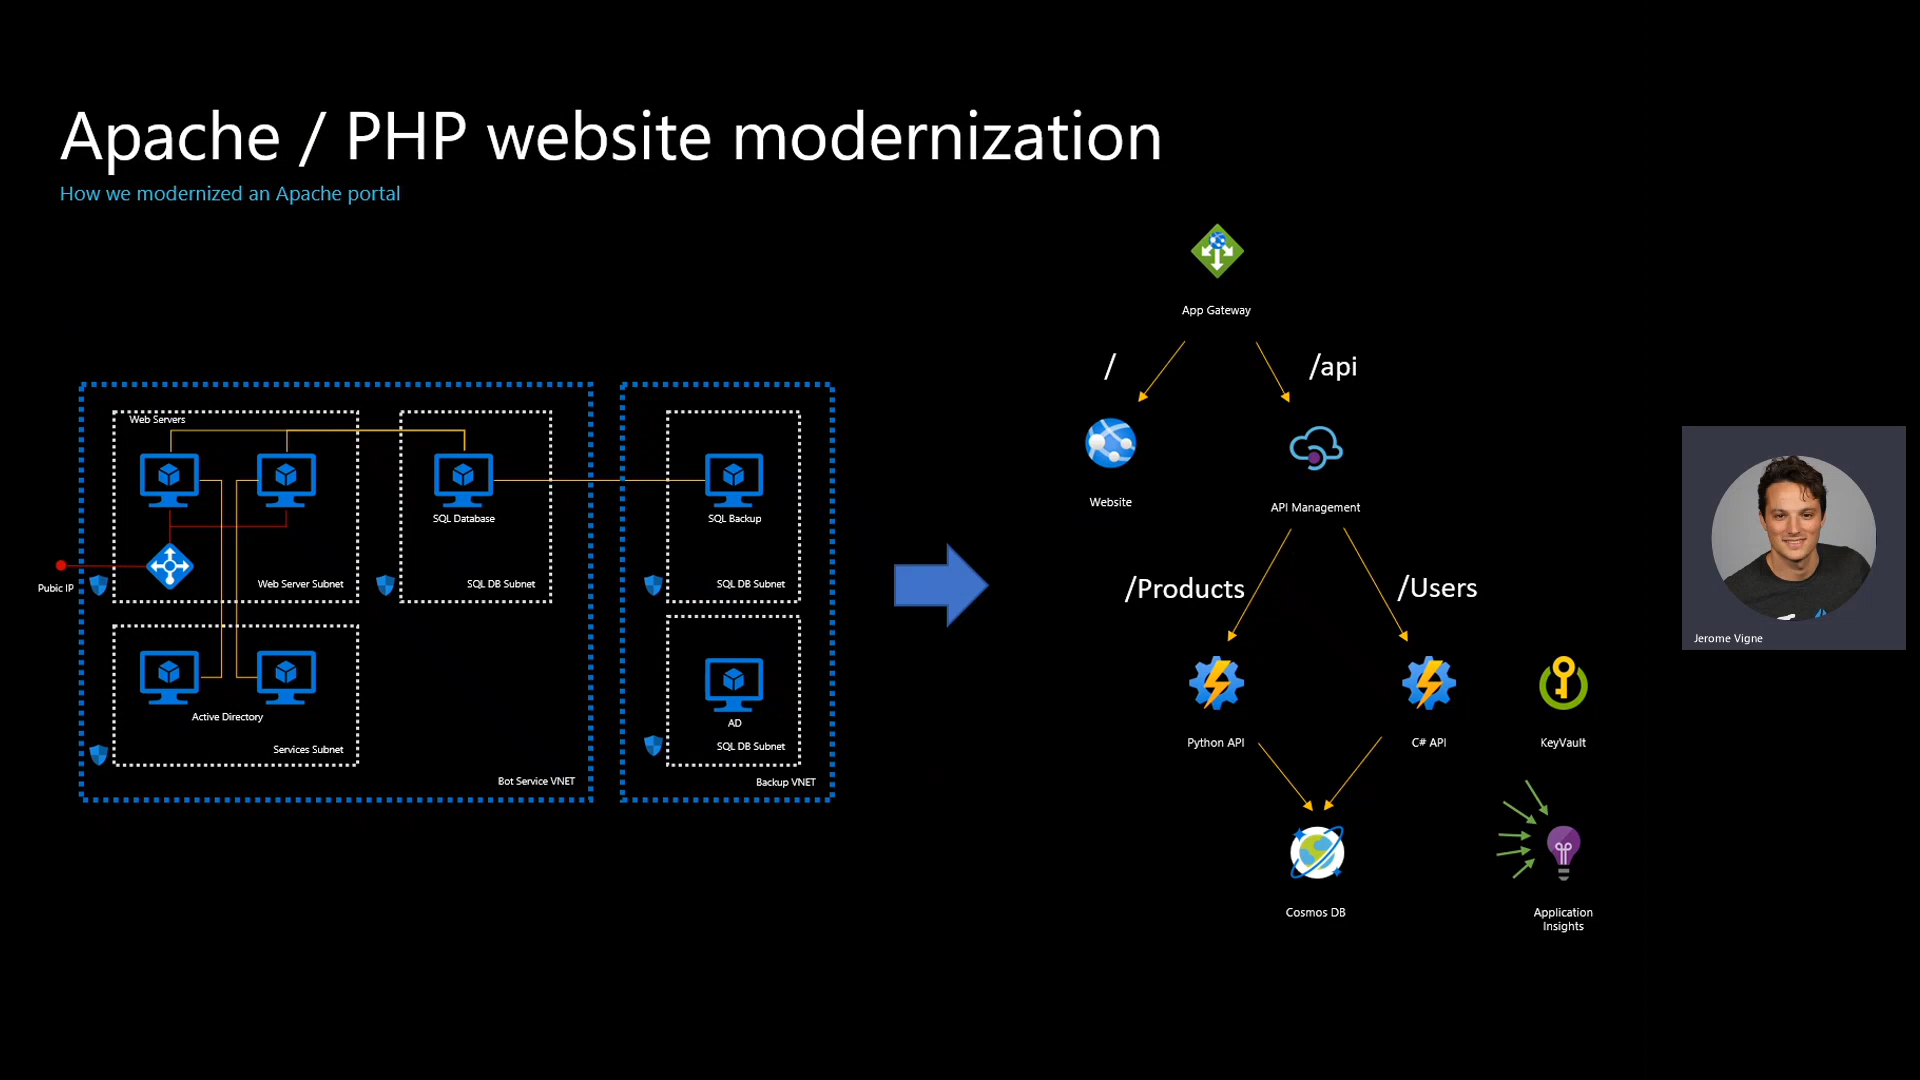 Apache / PHP website modernization
How we modernized an Apache portal
Web Servers
SQL Database
Pubic IP
Web Server Subnet
SQL DB Subnet
Active Directory
Services Subnet
Bot Service VNET
SQL Backup
SQL DB Subnet
AD
SQL DB Subnet
Backup VNET
App Gateway
/
/api
Website
API Management
/Products
/Users
Python API
C# API
KeyVault
Cosmos DB
Application
Insights
Jerome Vigne